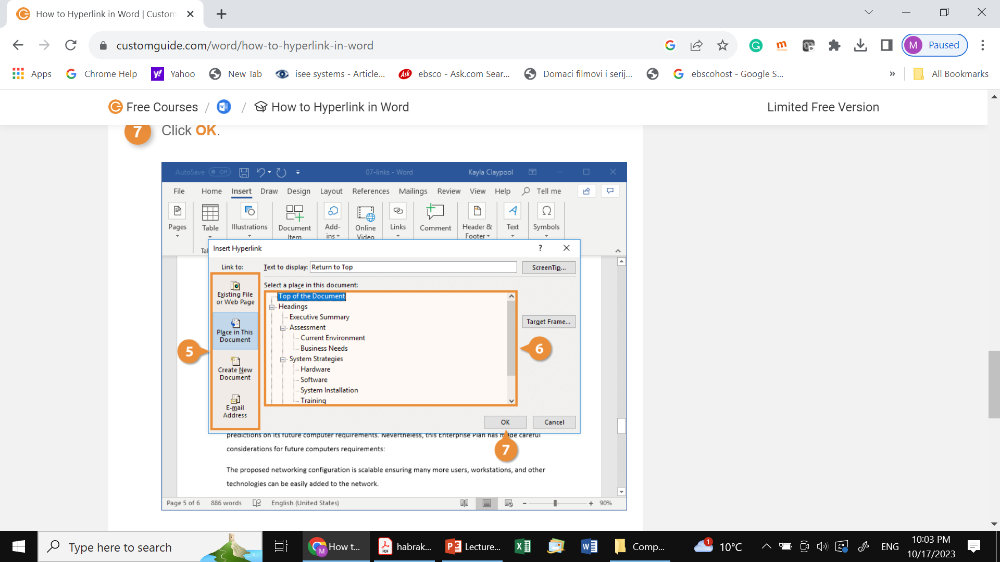 How to Hyperlink in Word | Custom
customguide.com/word/how-to-hyperlink-in-word
M Paused
Apps Chrome Help Yahoo New Tab isee systems - Article... Ask ebsco - Ask.com Sear... Domaci filmovi i serij... ebscohost - Google S... » All Bookmarks
Free Courses / / How to Hyperlink in Word Limited Free Version
7 Click OK.
AutoSave Off 07-links - Word Kayla Claypool
File Home Insert Draw Design Layout References Mailings Review View Help Tell me
Pages Table Illustrations Document Item Add-ins Online Video Links Comment Header & Footer Text Symbols
Insert Hyperlink ?
Link to: Text to display: Return to Top ScreenTip...
Select a place in this document:
Existing File or Web Page
Place in This Document
Create New Document
E-mail Address
Top of the Document
Headings
Executive Summary
Assessment
Current Environment
Business Needs
System Strategies
Hardware
Software
System Installation
Training
Target Frame...
5
6
OK Cancel
7
predictions on its future computer requirements. Nevertheless, this Enterprise Plan has made careful
considerations for future computers requirements:
The proposed networking configuration is scalable ensuring many more users, workstations, and other
technologies can be easily added to the network.
Page 5 of 6 886 words English (United States) 90%
Type here to search How t... habrak... Lecture... Comp... 1 10°C ENG 10:03 PM
10/17/2023